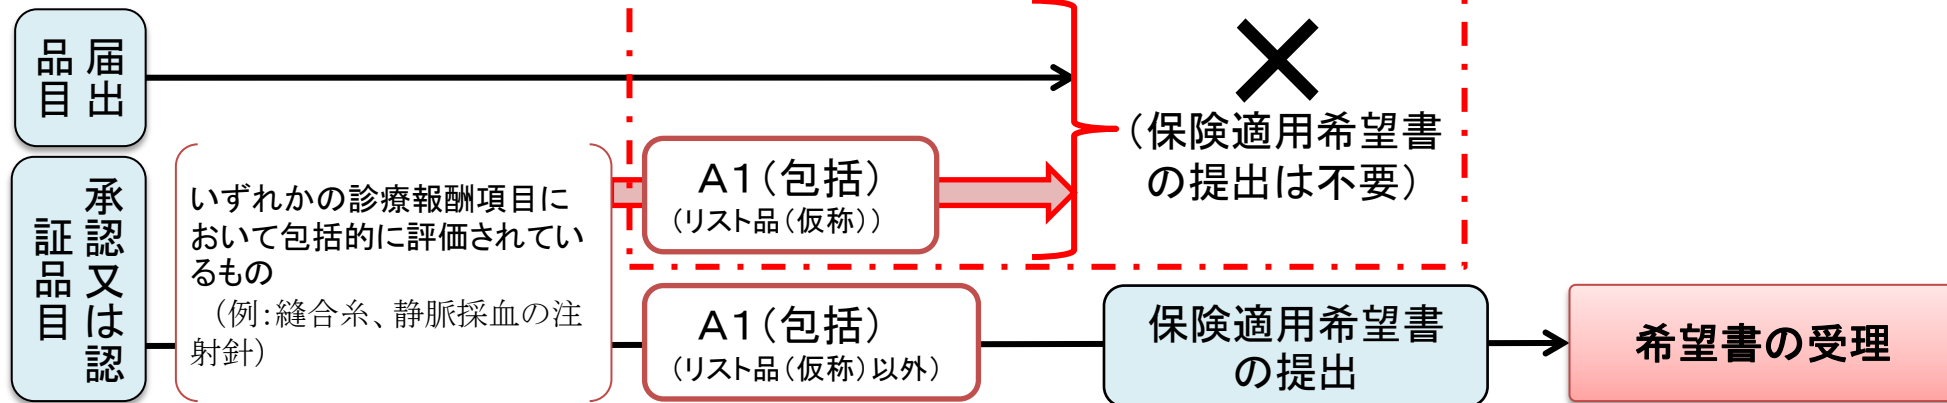 届出
品目
✕
(保険適用希望書
の提出は不要)
承認又は認
証品目
いずれかの診療報酬項目に
おいて包括的に評価されてい
るもの
(例:縫合糸、静脈採血の注
射針)
A1(包括)
(リスト品(仮称))
A1(包括)
(リスト品(仮称)以外)
保険適用希望書
の提出
希望書の受理